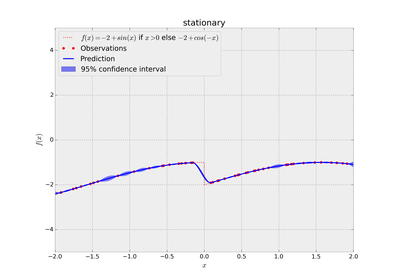 stationary
f(x)=−2+sin(x) if x>0 else −2+cos(−x)
Observations
Prediction
95% confidence interval
f(x)
4
2
0
−2
−4
−2.0 −1.5 −1.0 −0.5 0.0 0.5 1.0 1.5 2.0
x